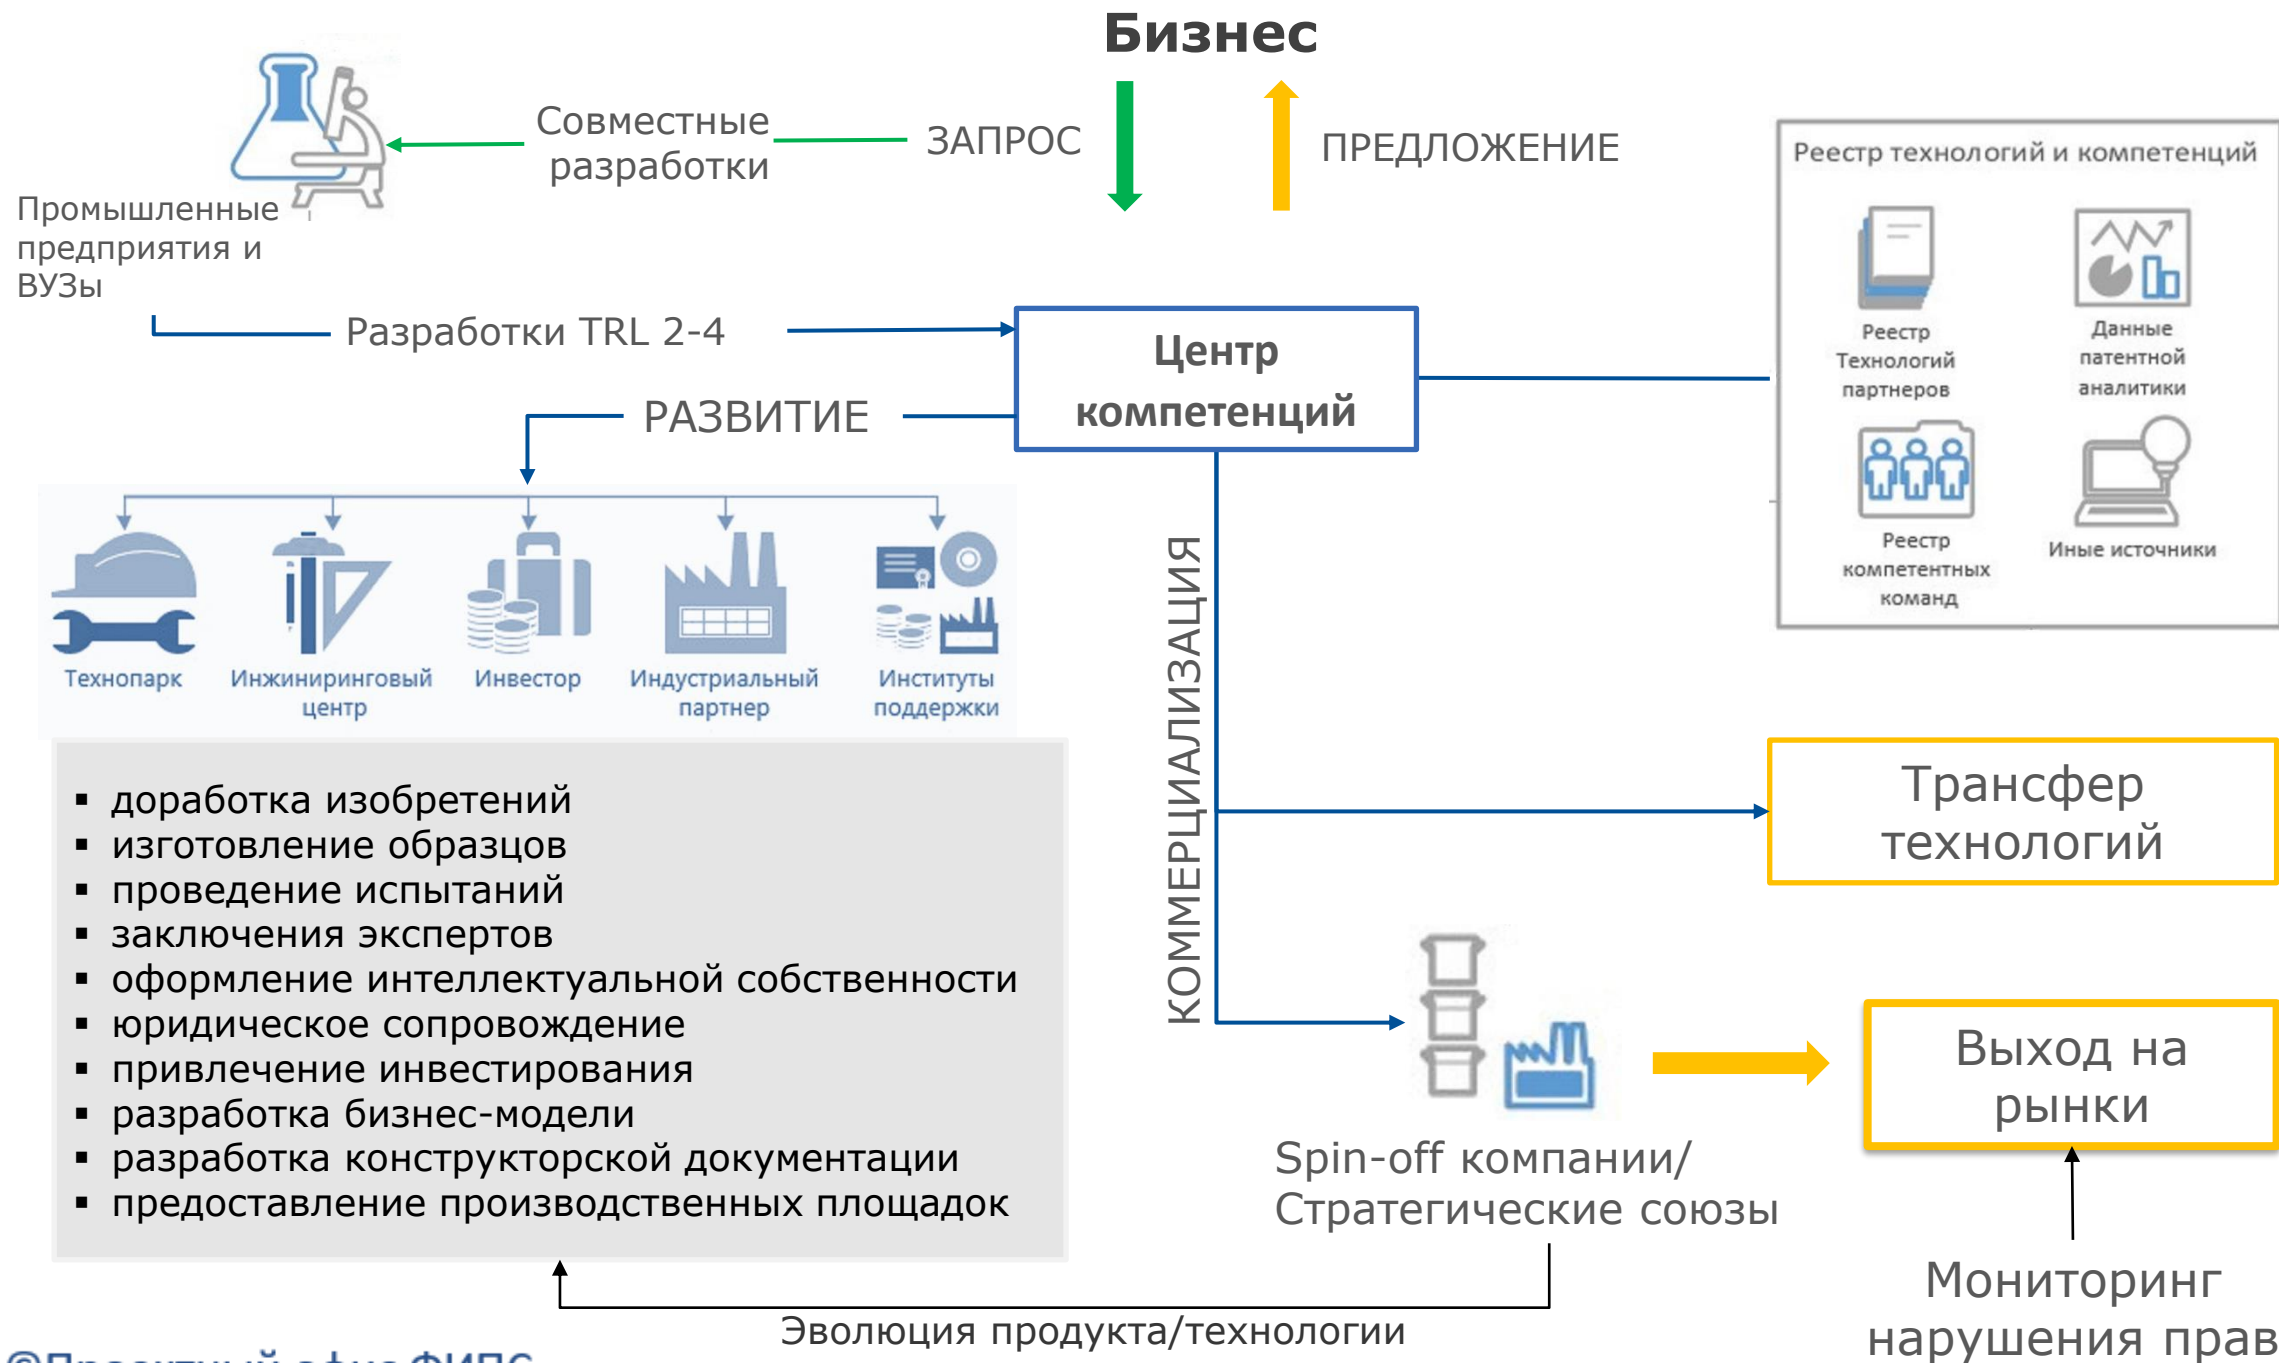 Бизнес
Совместные
разработки
ЗАПРОС
ПРЕДЛОЖЕНИЕ
Промышленные
предприятия и
ВУЗы
Разработки TRL 2-4
Центр
компетенций
РАЗВИТИЕ
Реестр технологий и компетенций
Реестр
Технологий
партнеров
Данные
патентной
аналитики
Реестр
компетентных
команд
Иные источники
Технопарк
Инжиниринговый
центр
Инвестор
Индустриальный
партнер
Институты
поддержки
▪ доработка изобретений
▪ изготовление образцов
▪ проведение испытаний
▪ заключения экспертов
▪ оформление интеллектуальной собственности
▪ юридическое сопровождение
▪ привлечение инвестирования
▪ разработка бизнес-модели
▪ разработка конструкторской документации
▪ предоставление производственных площадок
КОММЕРЦИАЛИЗАЦИЯ
Трансфер
технологий
Spin-off компании/
Стратегические союзы
Выход на
рынки
Мониторинг
нарушения прав
Эволюция продукта/технологии
©Проектный офис ФИПС